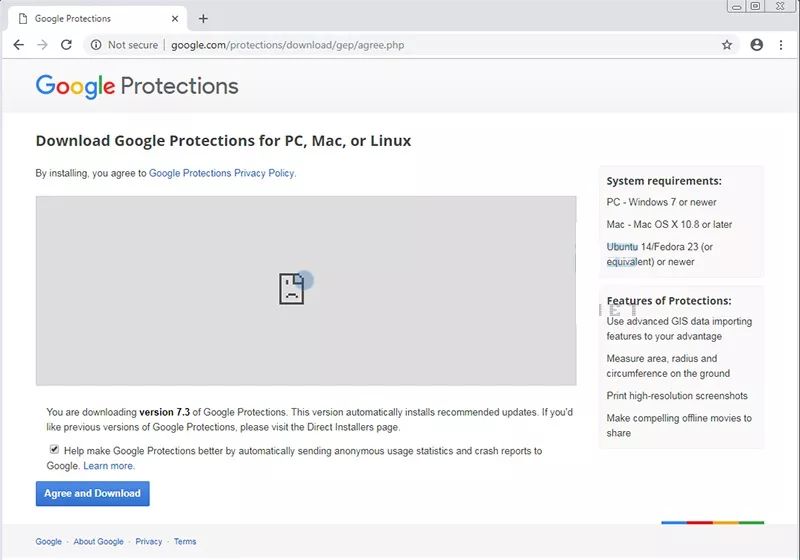 Google Protections
Not secure | google.com/protections/download/gep/agree.php
Google Protections
Download Google Protections for PC, Mac, or Linux
By installing, you agree to Google Protections Privacy Policy.
System requirements:
PC - Windows 7 or newer
Mac - Mac OS X 10.8 or later
Ubuntu 14/Fedora 23 (or
equivalent) or newer
Features of Protections:
Use advanced GIS data importing
features to your advantage
Measure area, radius and
circumference on the ground
Print high-resolution screenshots
Make compelling offline movies to
share
You are downloading version 7.3 of Google Protections. This version automatically installs recommended updates. If you'd
like previous versions of Google Protections, please visit the Direct Installers page.
Help make Google Protections better by automatically sending anonymous usage statistics and crash reports to
Google. Learn more.
Agree and Download
Google · About Google · Privacy · Terms